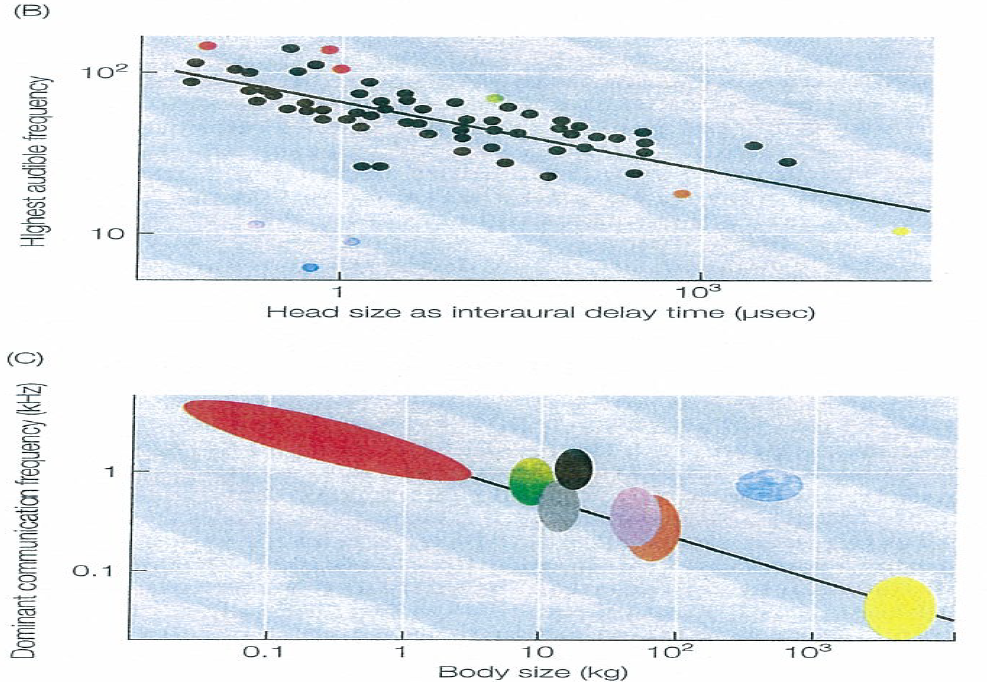 (B)
HIghest audible frequency
10²
10
1
10³
Head size as interaural delay time (µsec)
(C)
Dominant communication frequency (kHz)
1
0.1
0.1
1
10
10²
10³
Body size (kg)